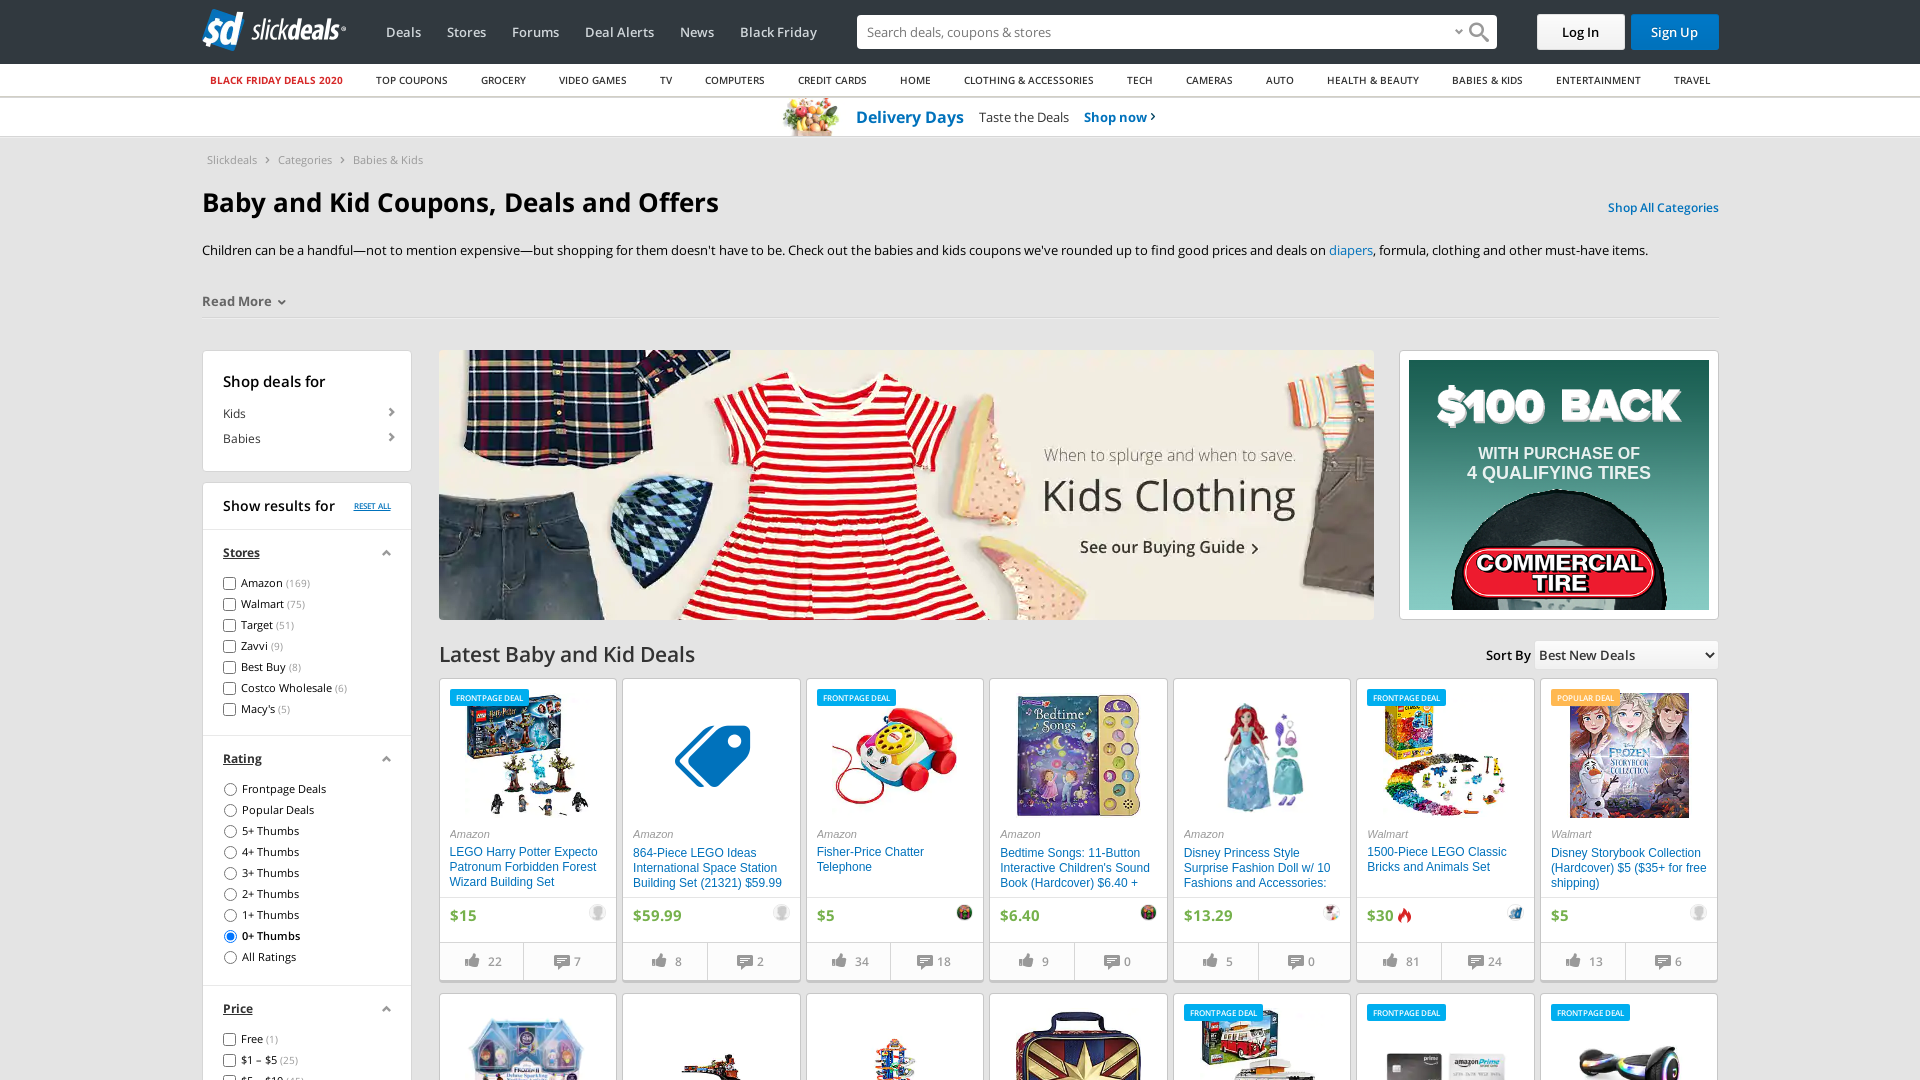 slickdeals
Deals
Stores
Forums
Deal Alerts
News
Black Friday
Search deals, coupons & stores
Log In
Sign Up
BLACK FRIDAY DEALS 2020
TOP COUPONS
GROCERY
VIDEO GAMES
TV
COMPUTERS
CREDIT CARDS
HOME
CLOTHING & ACCESSORIES
TECH
CAMERAS
AUTO
HEALTH & BEAUTY
BABIES & KIDS
ENTERTAINMENT
TRAVEL
Delivery Days Taste the Deals Shop now
Slickdeals > Categories > Babies & Kids
Baby and Kid Coupons, Deals and Offers
Shop All Categories
Children can be a handful—not to mention expensive—but shopping for them doesn't have to be. Check out the babies and kids coupons we've rounded up to find good prices and deals on diapers, formula, clothing and other must-have items.
Read More
Shop deals for
Kids
Babies
Show results for RESET ALL
Stores
Amazon (169)
Walmart (75)
Target (51)
Zavvi (9)
Best Buy (8)
Costco Wholesale (6)
Macy's (5)
Rating
Frontpage Deals
Popular Deals
5+ Thumbs
4+ Thumbs
3+ Thumbs
2+ Thumbs
1+ Thumbs
0+ Thumbs
All Ratings
Price
Free (1)
$1 – $5 (25)
When to splurge and when to save.
Kids Clothing
See our Buying Guide
$100 BACK
WITH PURCHASE OF
4 QUALIFYING TIRES
COMMERCIAL
TIRE
Latest Baby and Kid Deals
Sort By Best New Deals
FRONTPAGE DEAL
Amazon
LEGO Harry Potter Expecto
Patronum Forbidden Forest
Wizard Building Set
$15
22
7
Amazon
864-Piece LEGO Ideas
International Space Station
Building Set (21321) $59.99
$59.99
8
2
FRONTPAGE DEAL
Amazon
Fisher-Price Chatter
Telephone
$5
34
18
Bedtime
Songs
Amazon
Bedtime Songs: 11-Button
Interactive Children's Sound
Book (Hardcover) $6.40 +
$6.40
9
0
Amazon
Disney Princess Style
Surprise Fashion Doll w/ 10
Fashions and Accessories:
$13.29
5
0
FRONTPAGE DEAL
Walmart
1500-Piece LEGO Classic
Bricks and Animals Set
$30
81
24
POPULAR DEAL
FROZEN
STORYBOOK
COLLECTION
Walmart
Disney Storybook Collection
(Hardcover) $5 ($35+ for free
shipping)
$5
13
6
FRONTPAGE DEAL
FRONTPAGE DEAL
prime
amazonPrime
FRONTPAGE DEAL